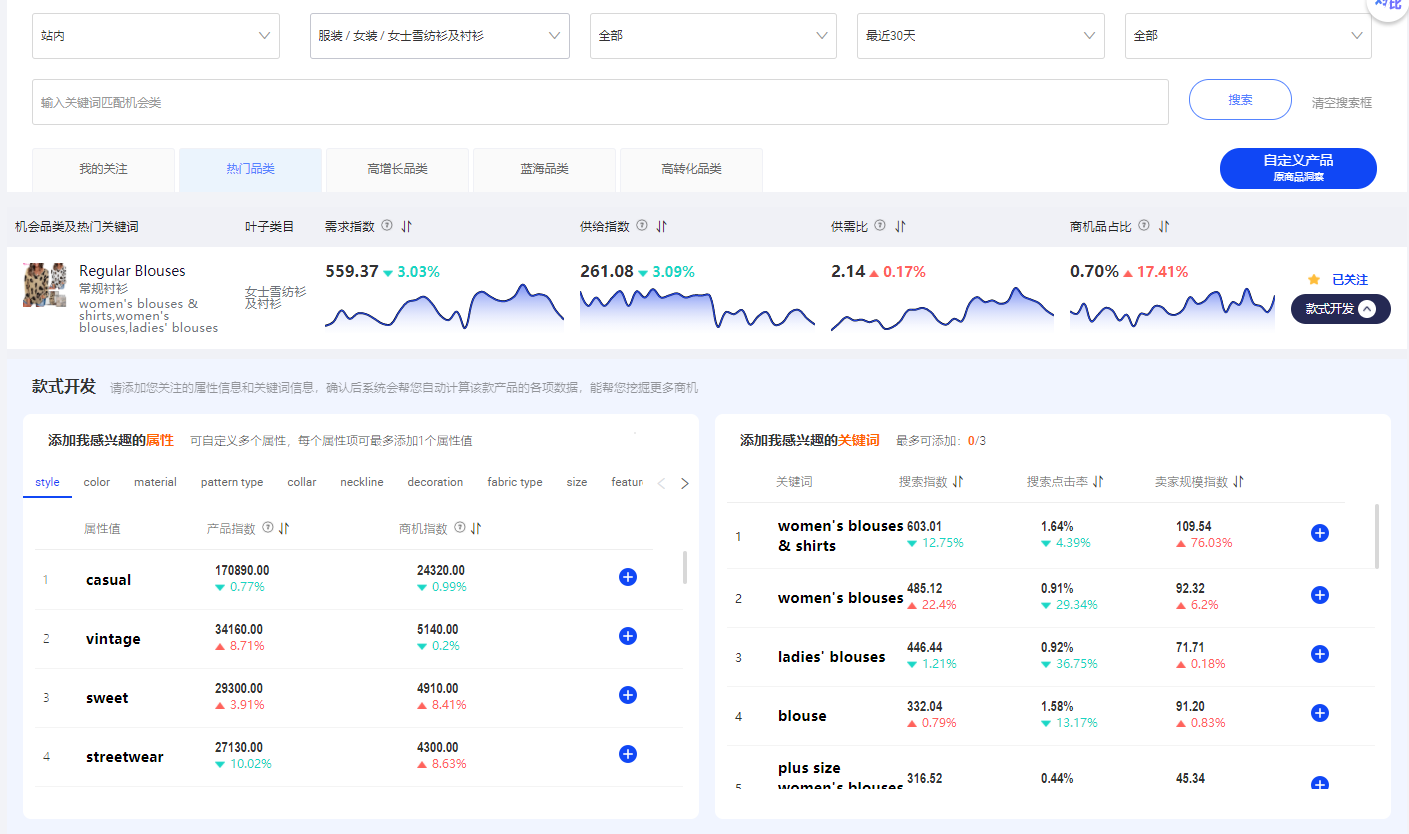 对比
站内
服装 / 女装 / 女士雪纺衫及衬衫
全部
最近30天
全部
输入关键词匹配机会类
搜索
清空搜索框
我的关注
热门品类
高增长品类
蓝海品类
高转化品类
自定义产品
原商品洞察
机会品类及热门关键词
叶子类目
需求指数
供给指数
供需比
商机品占比
Regular Blouses
常规衬衫
women's blouses &
shirts,women's
blouses,ladies' blouses
女士雪纺衫
及衬衫
559.37 3.03%
261.08 3.09%
2.14 0.17%
0.70% 17.41%
已关注
款式开发
款式开发 请添加您关注的属性信息和关键词信息，确认后系统会帮您自动计算该款产品的各项数据，能帮您挖掘更多商机
添加我感兴趣的属性 可自定义多个属性，每个属性项可最多添加1个属性值
style color material pattern type collar neckline decoration fabric type size featur
属性值 产品指数 商机指数
1 casual 170890.00 24320.00
0.77% 0.99%
2 vintage 34160.00 5140.00
8.71% 0.2%
3 sweet 29300.00 4910.00
3.91% 8.41%
4 streetwear 27130.00 4300.00
10.02% 8.63%
添加我感兴趣的关键词 最多可添加：0/3
关键词 搜索指数 搜索点击率 卖家规模指数
1 women's blouses & shirts 603.01 1.64% 109.54
12.75% 4.39% 76.03%
2 women's blouses 485.12 0.91% 92.32
22.4% 29.34% 6.2%
3 ladies' blouses 446.44 0.92% 71.71
1.21% 36.75% 0.18%
4 blouse 332.04 1.58% 91.20
0.79% 13.17% 0.83%
5 plus size women's blouses 316.52 0.44% 45.34